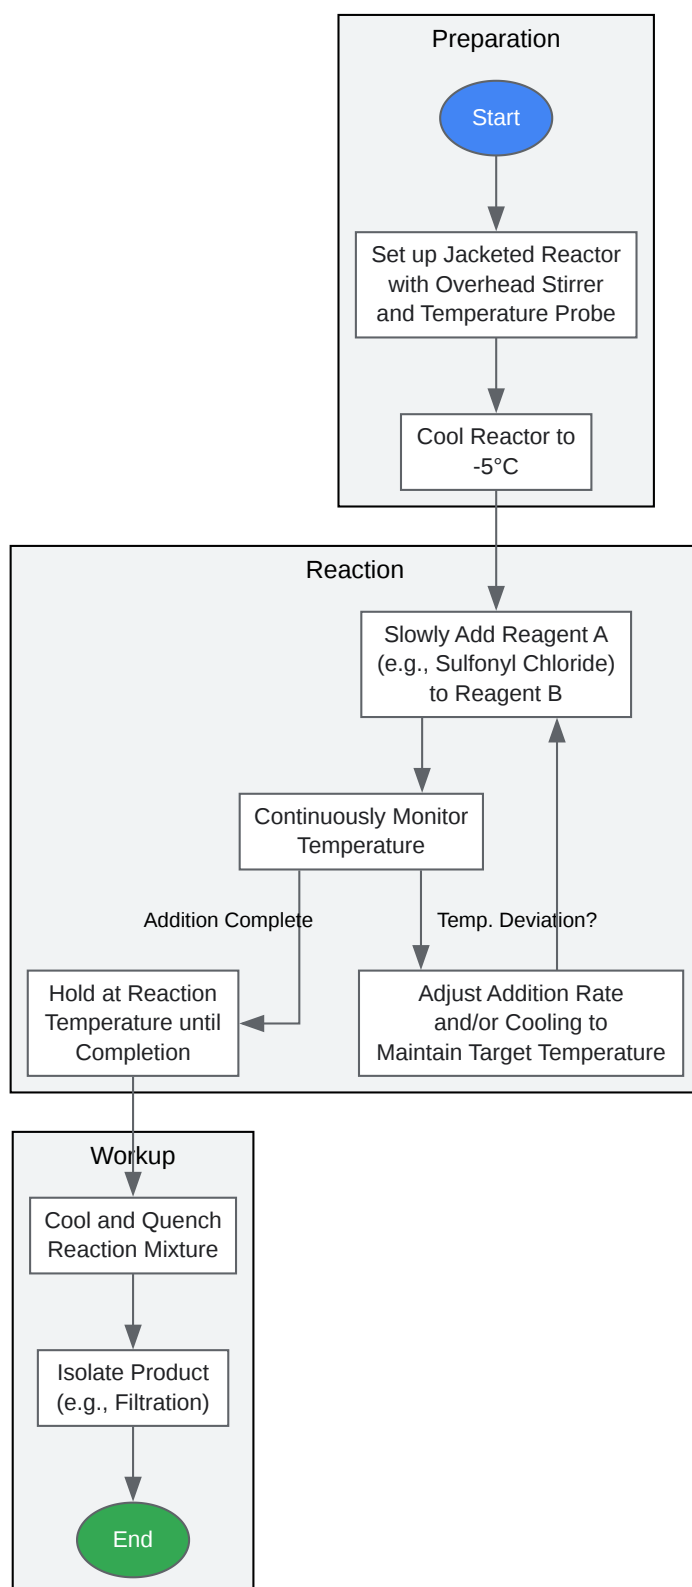 Preparation
Start
Set up Jacketed Reactor
with Overhead Stirrer
and Temperature Probe
Cool Reactor to
-5°C
Reaction
Slowly Add Reagent A
(e.g., Sulfonyl Chloride)
to Reagent B
Continuously Monitor
Temperature
Addition Complete
Temp. Deviation?
Hold at Reaction
Temperature until
Completion
Adjust Addition Rate
and/or Cooling to
Maintain Target Temperature
Workup
Cool and Quench
Reaction Mixture
Isolate Product
(e.g., Filtration)
End